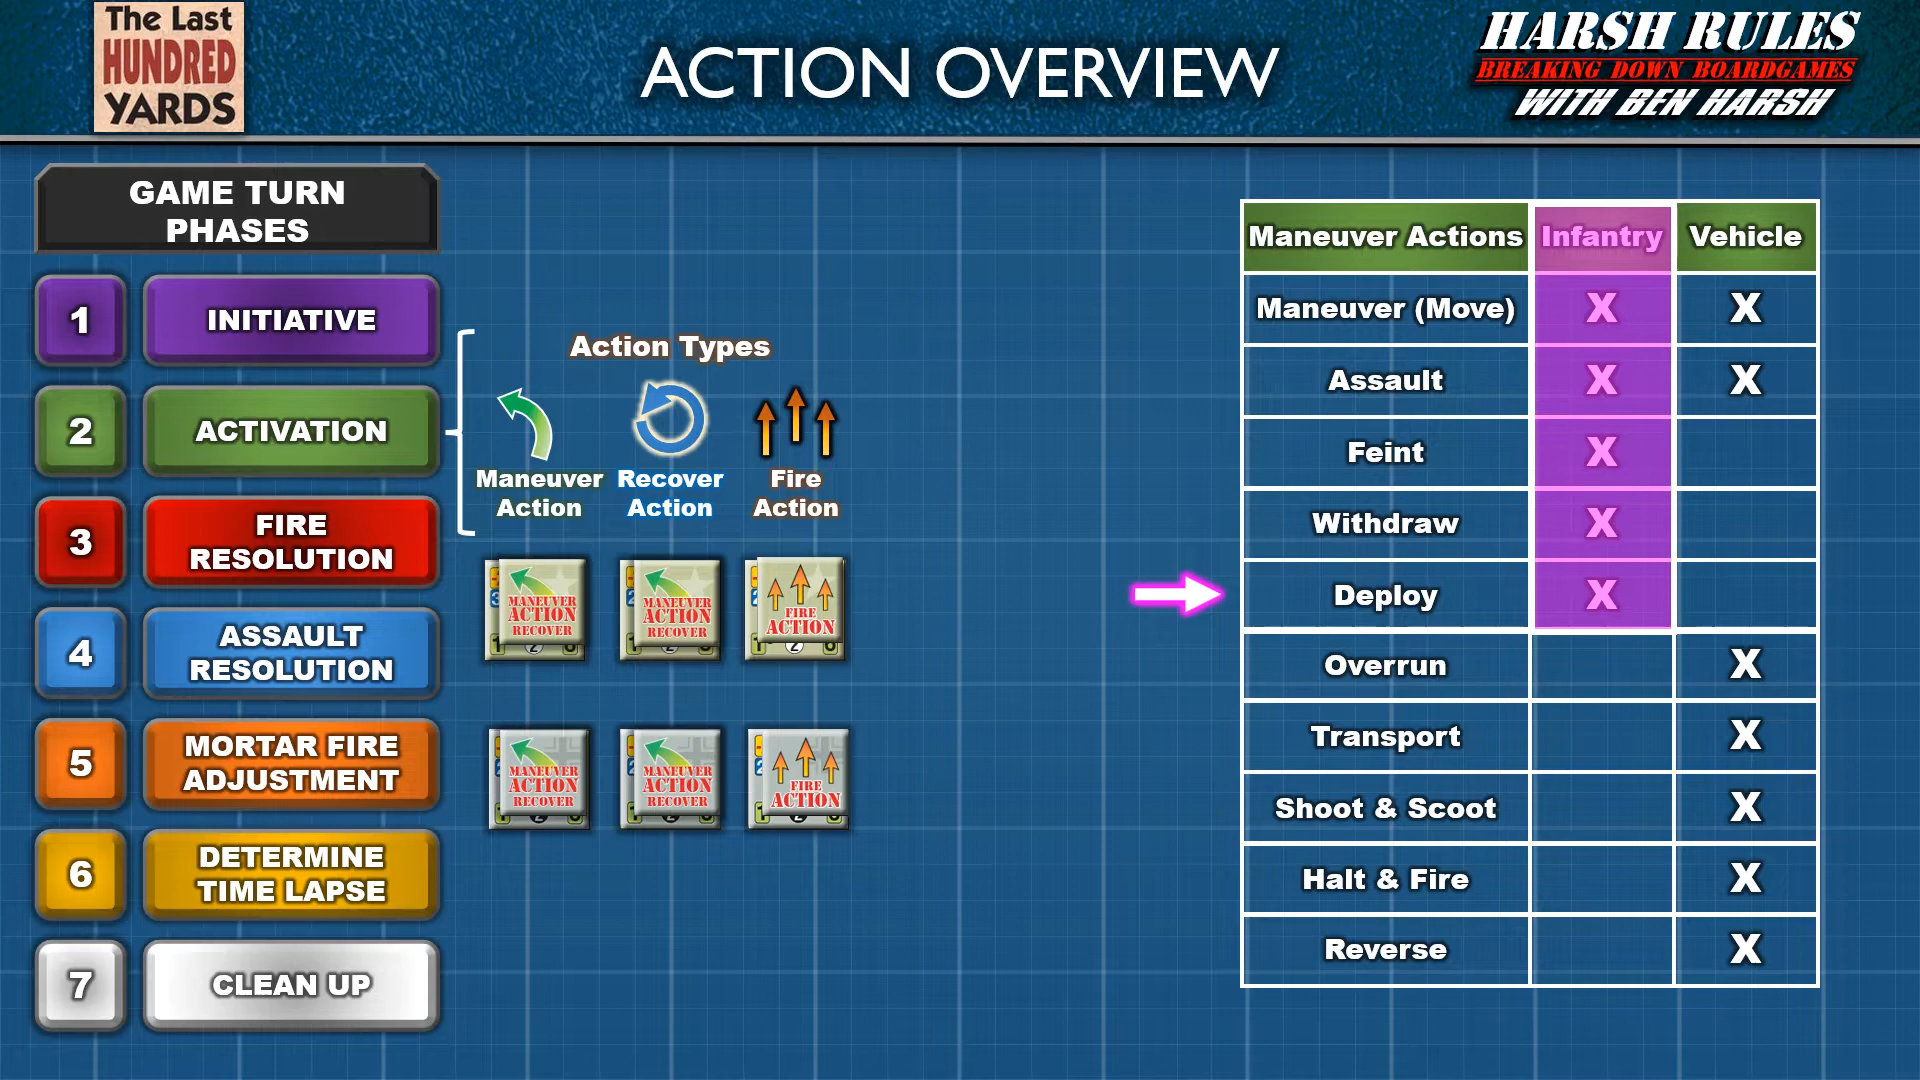 The Last
HUNDRED
YARDS
ACTION OVERVIEW
HARSH RULES
BREAKING DOWN BOARDGAMES
WITH BEN HARSH
GAME TURN
PHASES
1 INITIATIVE
2 ACTIVATION
3 FIRE
RESOLUTION
4 ASSAULT
RESOLUTION
5 MORTAR FIRE
ADJUSTMENT
6 DETERMINE
TIME LAPSE
7 CLEAN UP
Action Types
Maneuver
Action
Recover
Action
Fire
Action
MANEUVER
ACTION
RECOVER
MANEUVER
ACTION
RECOVER
FIRE
ACTION
MANEUVER
ACTION
RECOVER
MANEUVER
ACTION
RECOVER
FIRE
ACTION
Maneuver Actions Infantry Vehicle
Maneuver (Move) X X
Assault X X
Feint X
Withdraw X
Deploy X
Overrun X
Transport X
Shoot & Scoot X
Halt & Fire X
Reverse X